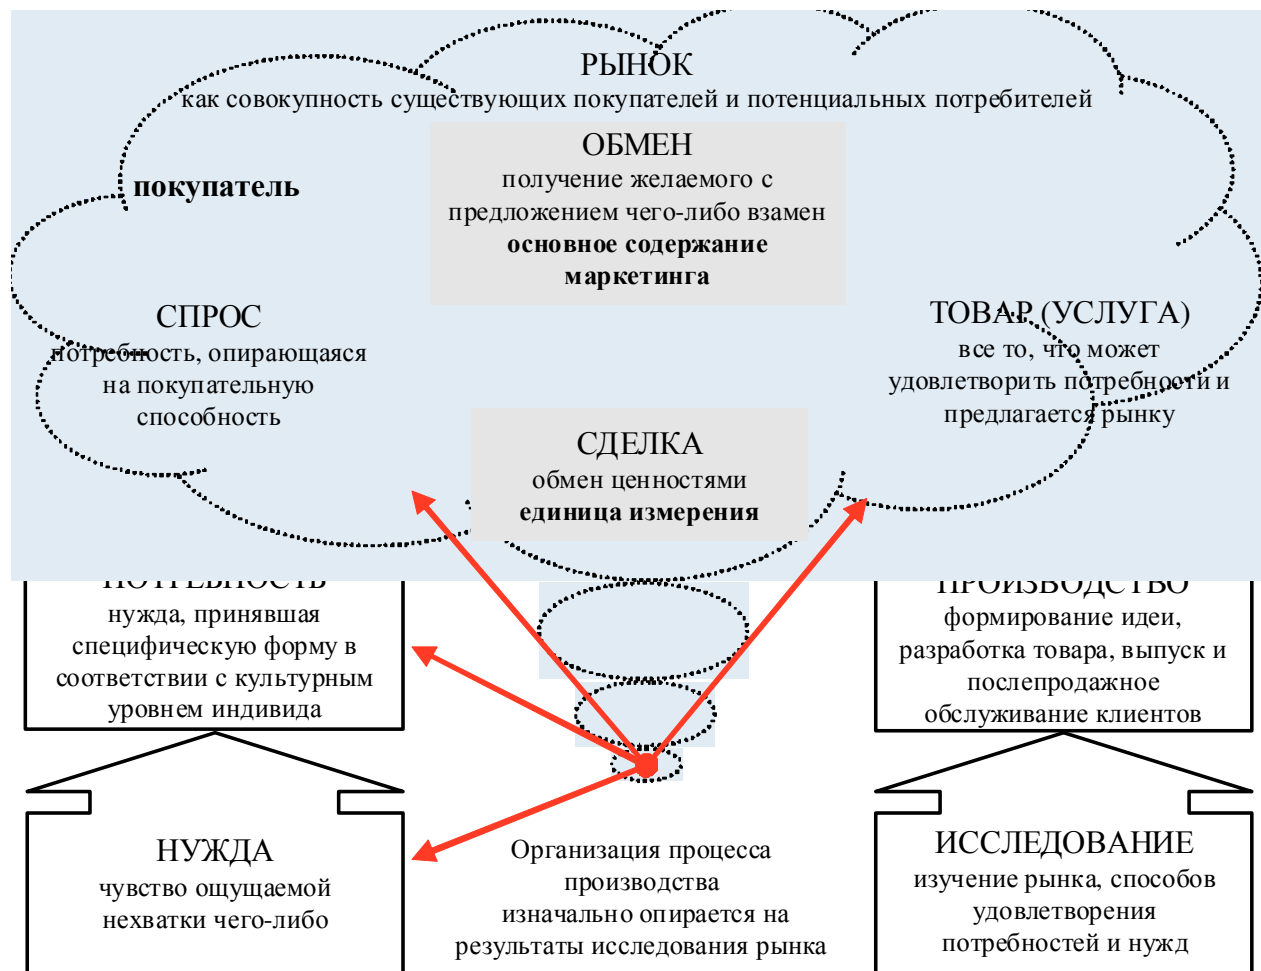 РЫНОК
как совокупность существующих покупателей и потенциальных потребителей
ОБМЕН
получение желаемого с
предложением чего-либо взамен
основное содержание
маркетинга
покупатель
СПРОС
потребность, опирающаяся
на покупательную
способность
ТОВАР (УСЛУГА)
все то, что может
удовлетворить потребности и
предлагается рынку
СДЕЛКА
обмен ценностями
единица измерения
ПОТРЕБНОСТЬ
нужда, принявшая
специфическую форму в
соответствии с культурным
уровнем индивида
ПРОИЗВОДСТВО
формирование идеи,
разработка товара, выпуск и
послепродажное
обслуживание клиентов
НУЖДА
чувство ощущаемой
нехватки чего-либо
Организация процесса
производства
изначально опирается на
результаты исследования рынка
ИССЛЕДОВАНИЕ
изучение рынка, способов
удовлетворения
потребностей и нужд